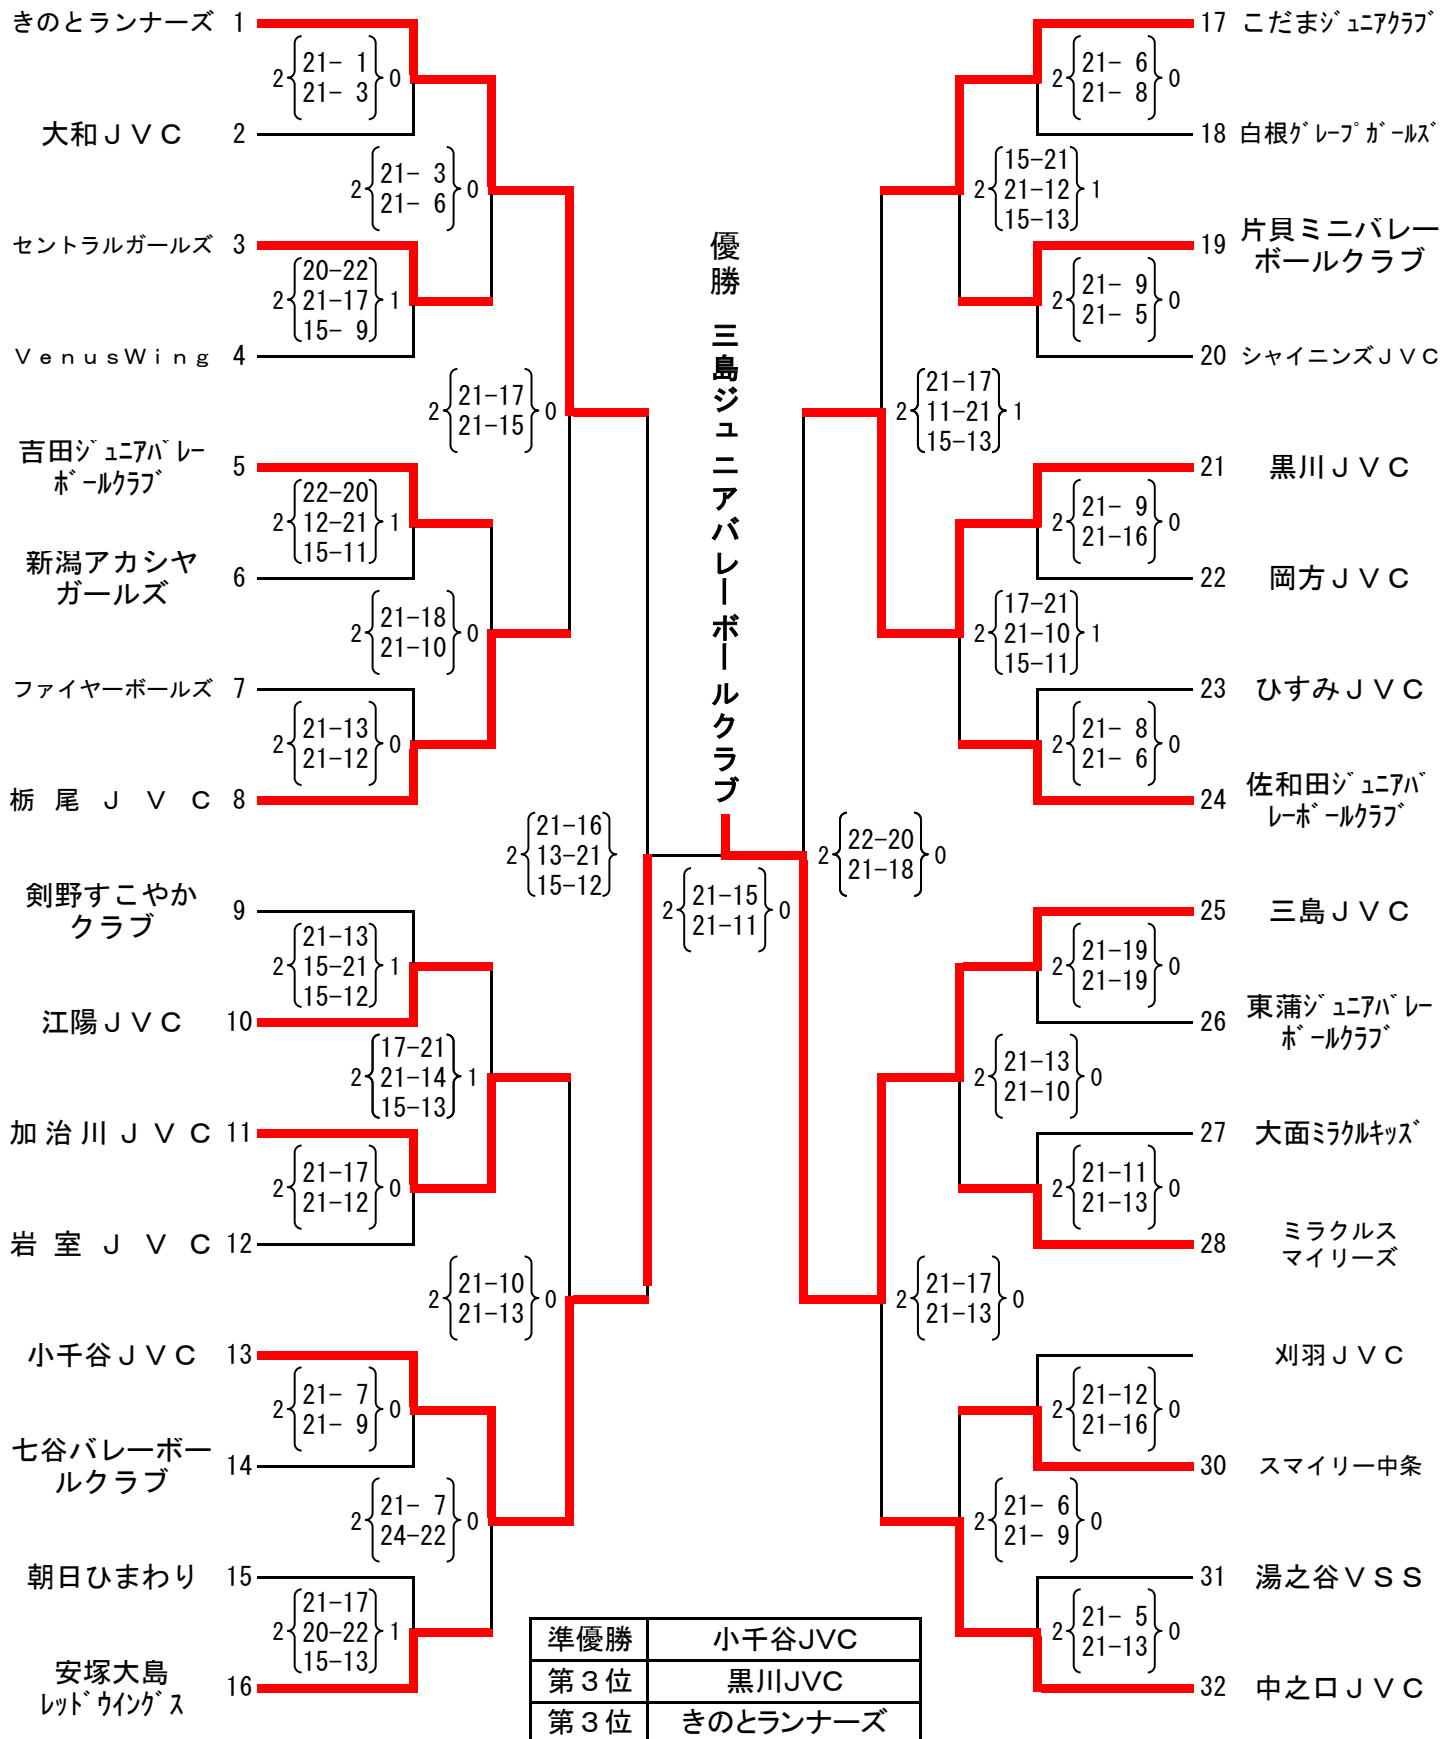 きのとランナーズ 1
2 21- 1 0
21- 3
大和JVC 2
2 21- 3 0
21- 6
セントラルガールズ 3
20-22
2 21-17 1
15- 9
VenusWing 4
2 21-17 0
21-15
吉田ジュニアバレー
ボールクラブ 5
22-20
2 12-21 1
15-11
新潟アカシヤ
ガールズ 6
2 21-18 0
21-10
ファイヤーボールズ 7
2 21-13 0
21-12
栃尾JVC 8
21-16
2 13-21
15-12
剣野すこやか
クラブ 9
21-13
2 15-21 1
15-12
江陽JVC 10
17-21
2 21-14 1
15-13
加治川JVC 11
2 21-17 0
21-12
岩室JVC 12
2 21-10 0
21-13
小千谷JVC 13
2 21- 7 0
21- 9
七谷バレーボー
ルクラブ 14
2 21- 7 0
24-22
朝日ひまわり 15
21-17
2 20-22 1
15-13
安塚大島
レッドウイングス 16
優勝 三島ジュニアバレーボールクラブ
2 21-15 0
21-11
17 こだまジュニアクラブ
2 21- 6 0
21- 8
18 白根グレープガールズ
15-21
2 21-12 1
15-13
19 片貝ミニバレー
ボールクラブ
2 21- 9 0
21- 5
20 シャイニンズJVC
21-17
2 11-21 1
15-13
21 黒川JVC
2 21- 9 0
21-16
22 岡方JVC
17-21
2 21-10 1
15-11
23 ひすみJVC
2 21- 8 0
21- 6
24 佐和田ジュニアバ
レーボールクラブ
2 22-20 0
21-18
25 三島JVC
2 21-19 0
21-19
26 東蒲ジュニアバレー
ボールクラブ
2 21-13 0
21-10
27 大面ミラクルキッズ
2 21-11 0
21-13
28 ミラクルス
マイリーズ
2 21-17 0
21-13
刈羽JVC
2 21-12 0
21-16
30 スマイリー中条
2 21- 6 0
21- 9
31 湯之谷VSS
2 21- 5 0
21-13
32 中之口JVC
準優勝 小千谷JVC
第3位 黒川JVC
第3位 きのとランナーズ